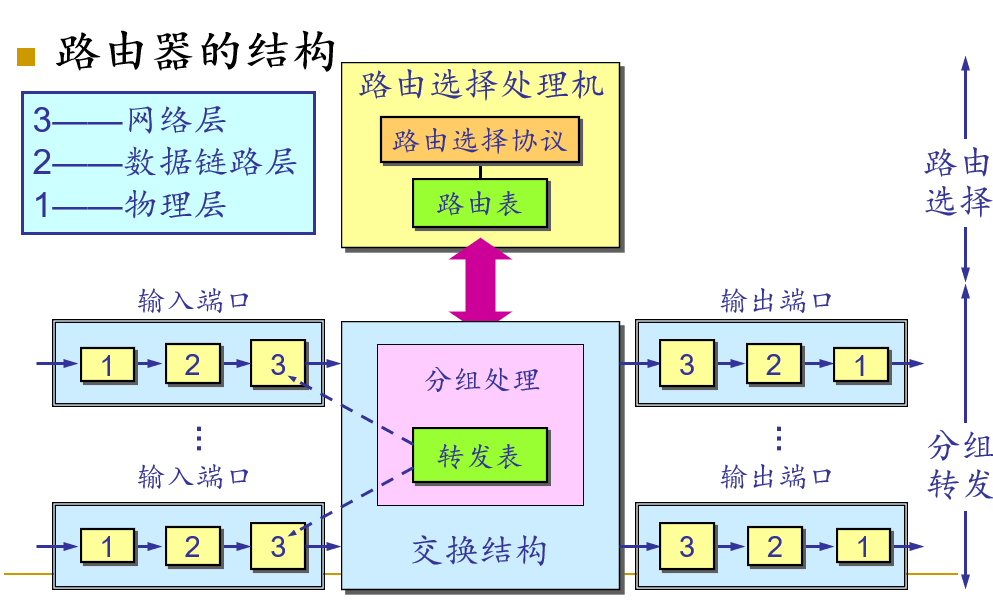 路由器的结构
3——网络层
2——数据链路层
1——物理层
路由选择处理机
路由选择协议
路由表
路由
选择
输入端口
输出端口
1 2 3
3 2 1
分组处理
转发表
…
…
输入端口
输出端口
分组
转发
1 2 3
3 2 1
交换结构